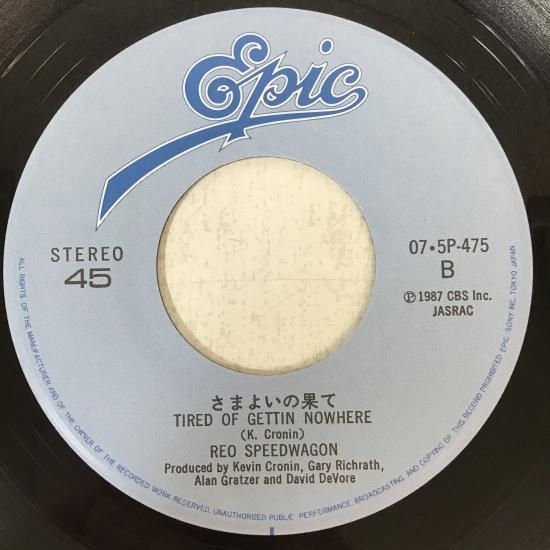 Epic
STEREO
45
07・5P-475
B
Ⓟ1987 CBS Inc.
JASRAC
さまよいの果て
TIRED OF GETTIN NOWHERE
(K. Cronin)
REO SPEEDWAGON
Produced by Kevin Cronin, Gary Richrath,
Alan Gratzer and David DeVore
ALL RIGHTS OF THE MANUFACTURER AND OF THE OWNER OF THE RECORDED WORK RESERVED. UNAUTHORIZED PUBLIC PERFORMANCE, BROADCASTING AND COPYING OF THIS RECORD PROHIBITED EPIC/SONY INC. TOKYO JAPAN